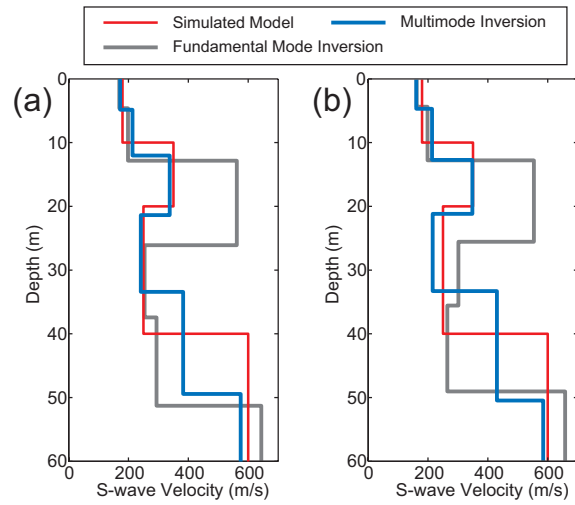 Simulated Model
Multimode Inversion
Fundamental Mode Inversion
(a)
0
10
20
30
40
50
60
Depth (m)
0
200
400
600
S-wave Velocity (m/s)
(b)
0
10
20
30
40
50
60
Depth (m)
0
200
400
600
S-wave Velocity (m/s)